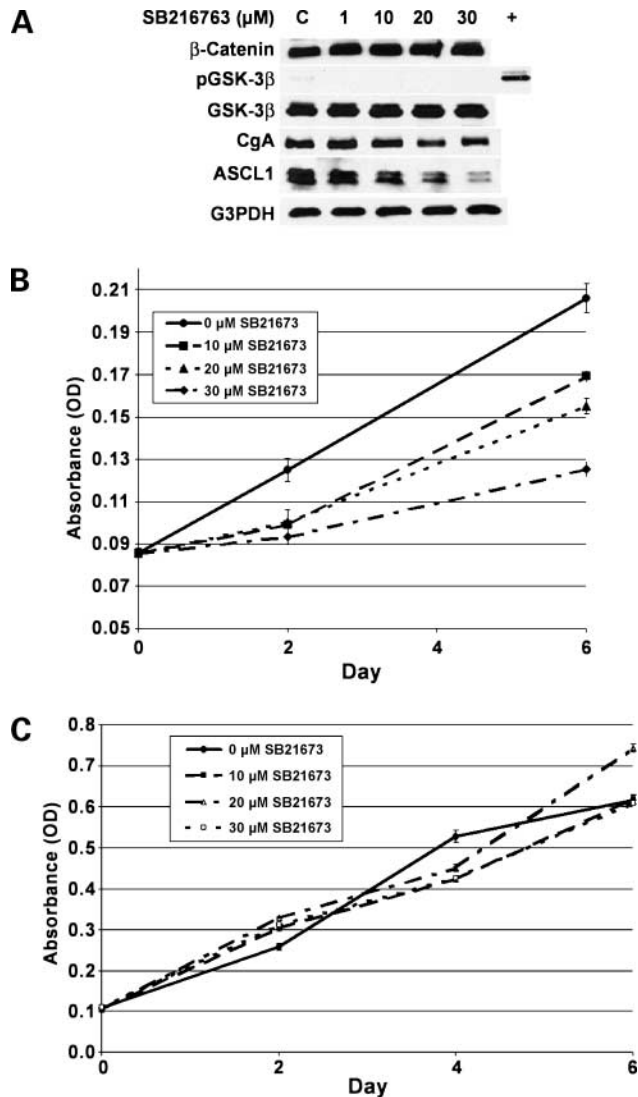 A
SB216763 (µM) C 1 10 20 30 +
β-Catenin
pGSK-3β
GSK-3β
CgA
ASCL1
G3PDH
B
0.21
0.19
0.17
0.15
0.13
0.11
0.09
0.07
0.05
Absorbance (OD)
0 µM SB21673
10 µM SB21673
20 µM SB21673
30 µM SB21673
0 2 4 6
Day
C
0.8
0.7
0.6
0.5
0.4
0.3
0.2
0.1
0.0
Absorbance (OD)
0 µM SB21673
10 µM SB21673
20 µM SB21673
30 µM SB21673
0 2 4 6
Day